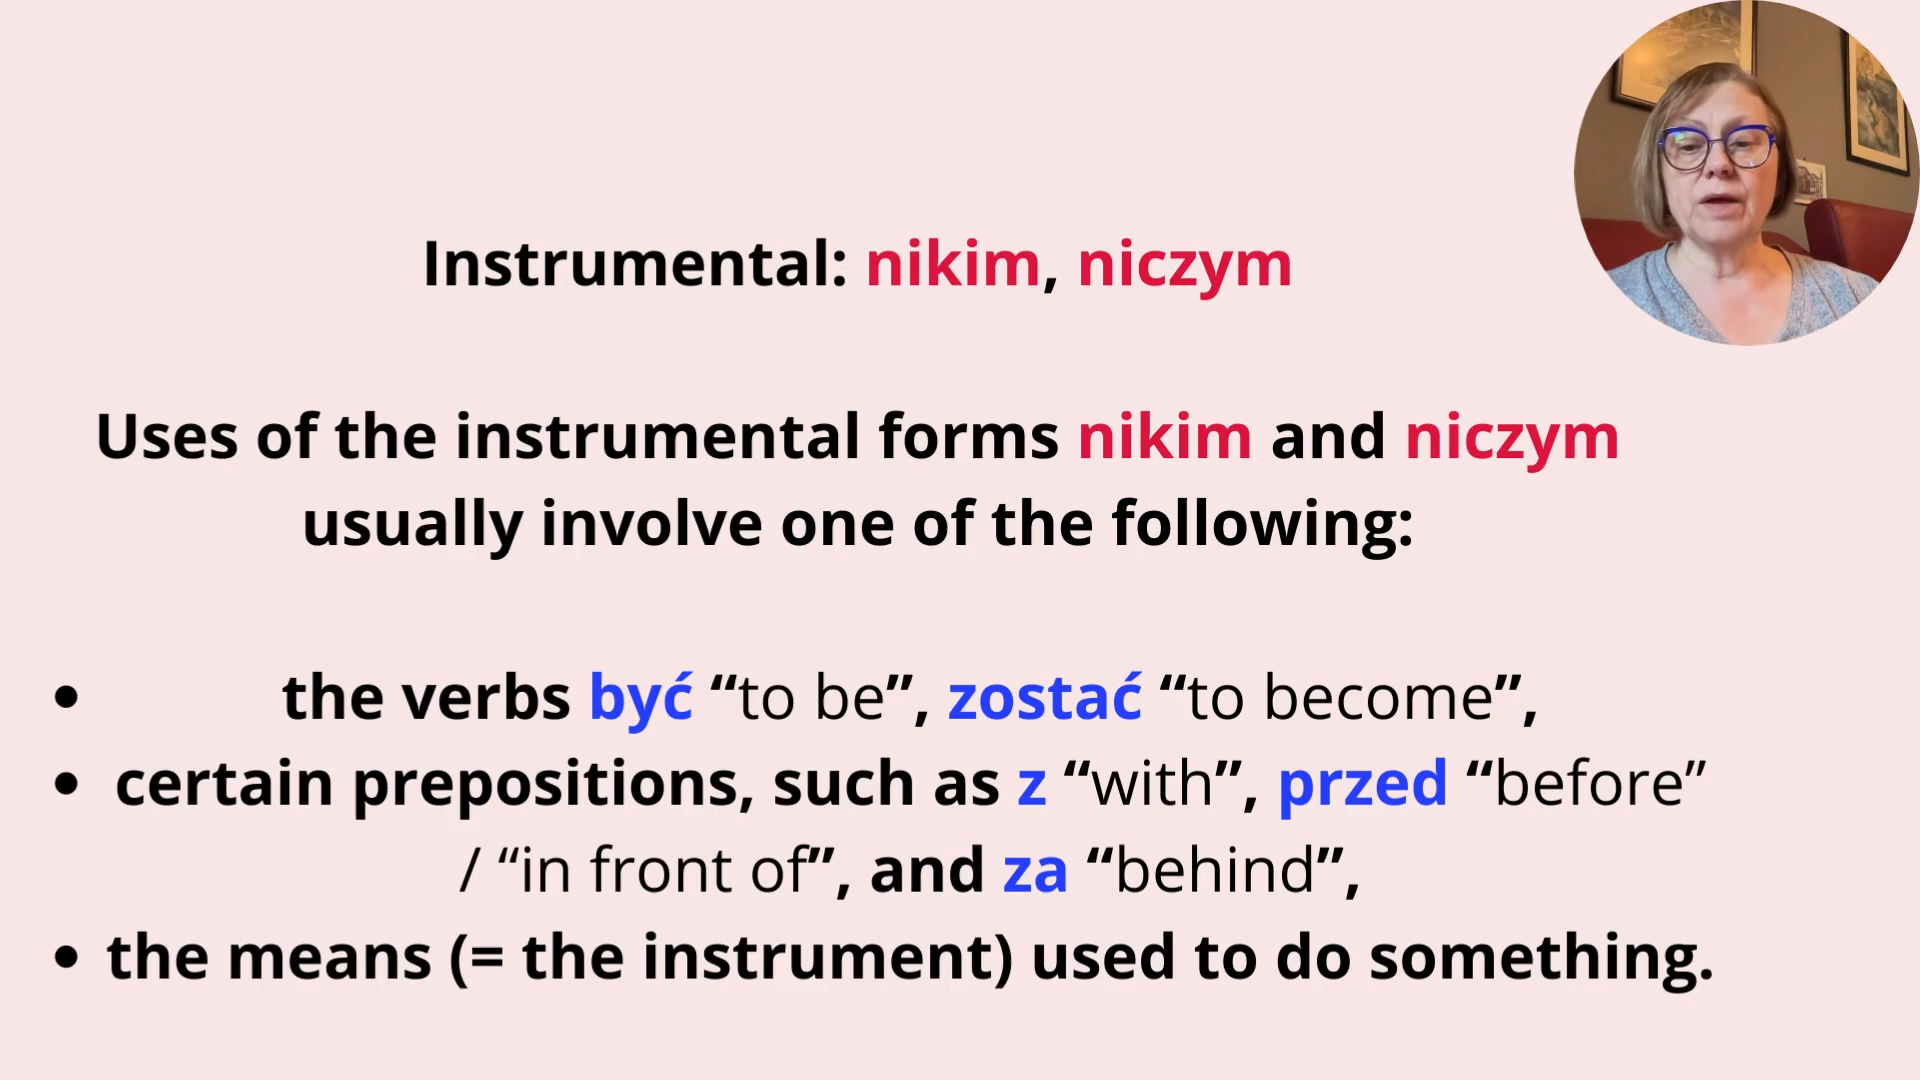 Instrumental: nikim, niczym
Uses of the instrumental forms nikim and niczym
usually involve one of the following:
• the verbs być “to be”, zostać “to become”,
• certain prepositions, such as z “with”, przed “before”
/ “in front of”, and za “behind”,
• the means (= the instrument) used to do something.